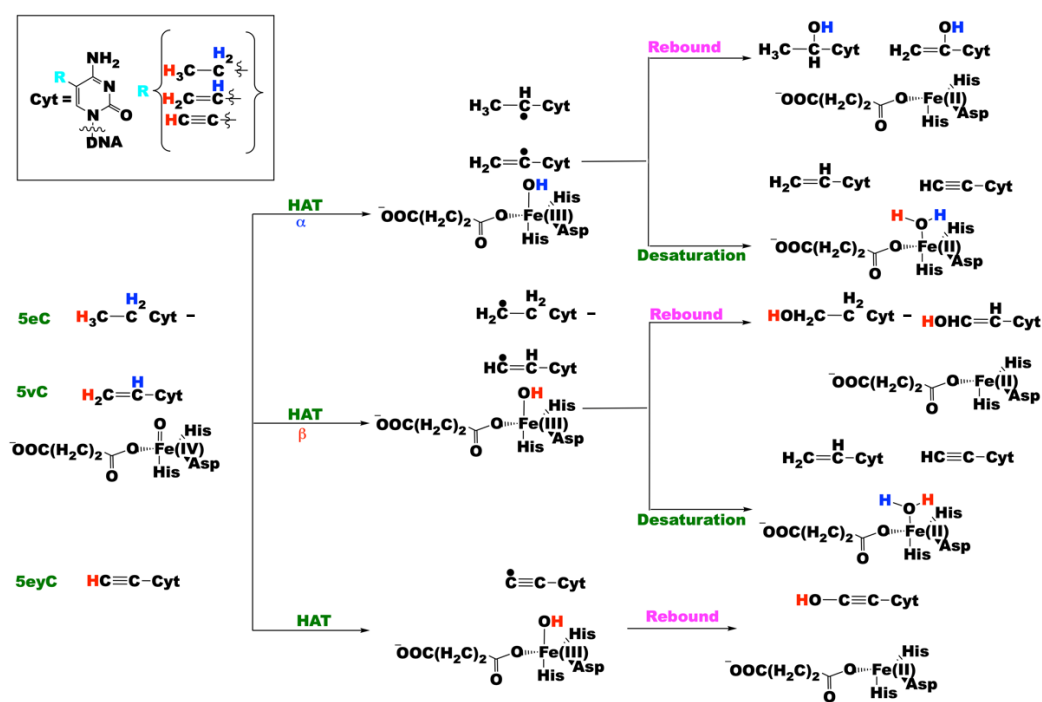 NH₂
R
N
Cyt =
N
O
DNA
R
H₂
H₃C–C
H
H₂C=C
HC≡C
H
H₃C–C–Cyt
H₂C=C–Cyt
HAT
α
OH
⁻OOC(H₂C)₂
O
O
Fe(III)
His
His
Asp
Rebound
OH
H₃C–C–Cyt
H
OH
H₂C=C–Cyt
⁻OOC(H₂C)₂
O
O
Fe(II)
His
His
Asp
H
H₂C=C–Cyt
HC≡C–Cyt
Desaturation
H
O
H
⁻OOC(H₂C)₂
O
O
Fe(II)
His
His
Asp
5eC
H₂
H₃C–C
Cyt –
5vC
H
H₂C=C–Cyt
O
⁻OOC(H₂C)₂
O
O
Fe(IV)
His
His
Asp
HAT
β
H₂
H₂C–C
Cyt –
H
HC=C–Cyt
OH
⁻OOC(H₂C)₂
O
O
Fe(III)
His
His
Asp
Rebound
H₂
HOH₂C–C
Cyt –
H
HOHC=C–Cyt
⁻OOC(H₂C)₂
O
O
Fe(II)
His
His
Asp
H
H₂C=C–Cyt
HC≡C–Cyt
Desaturation
H
O
H
⁻OOC(H₂C)₂
O
O
Fe(II)
His
His
Asp
5eyC
HC≡C–Cyt
HAT
C≡C–Cyt
OH
⁻OOC(H₂C)₂
O
O
Fe(III)
His
His
Asp
Rebound
HO–C≡C–Cyt
⁻OOC(H₂C)₂
O
O
Fe(II)
His
His
Asp